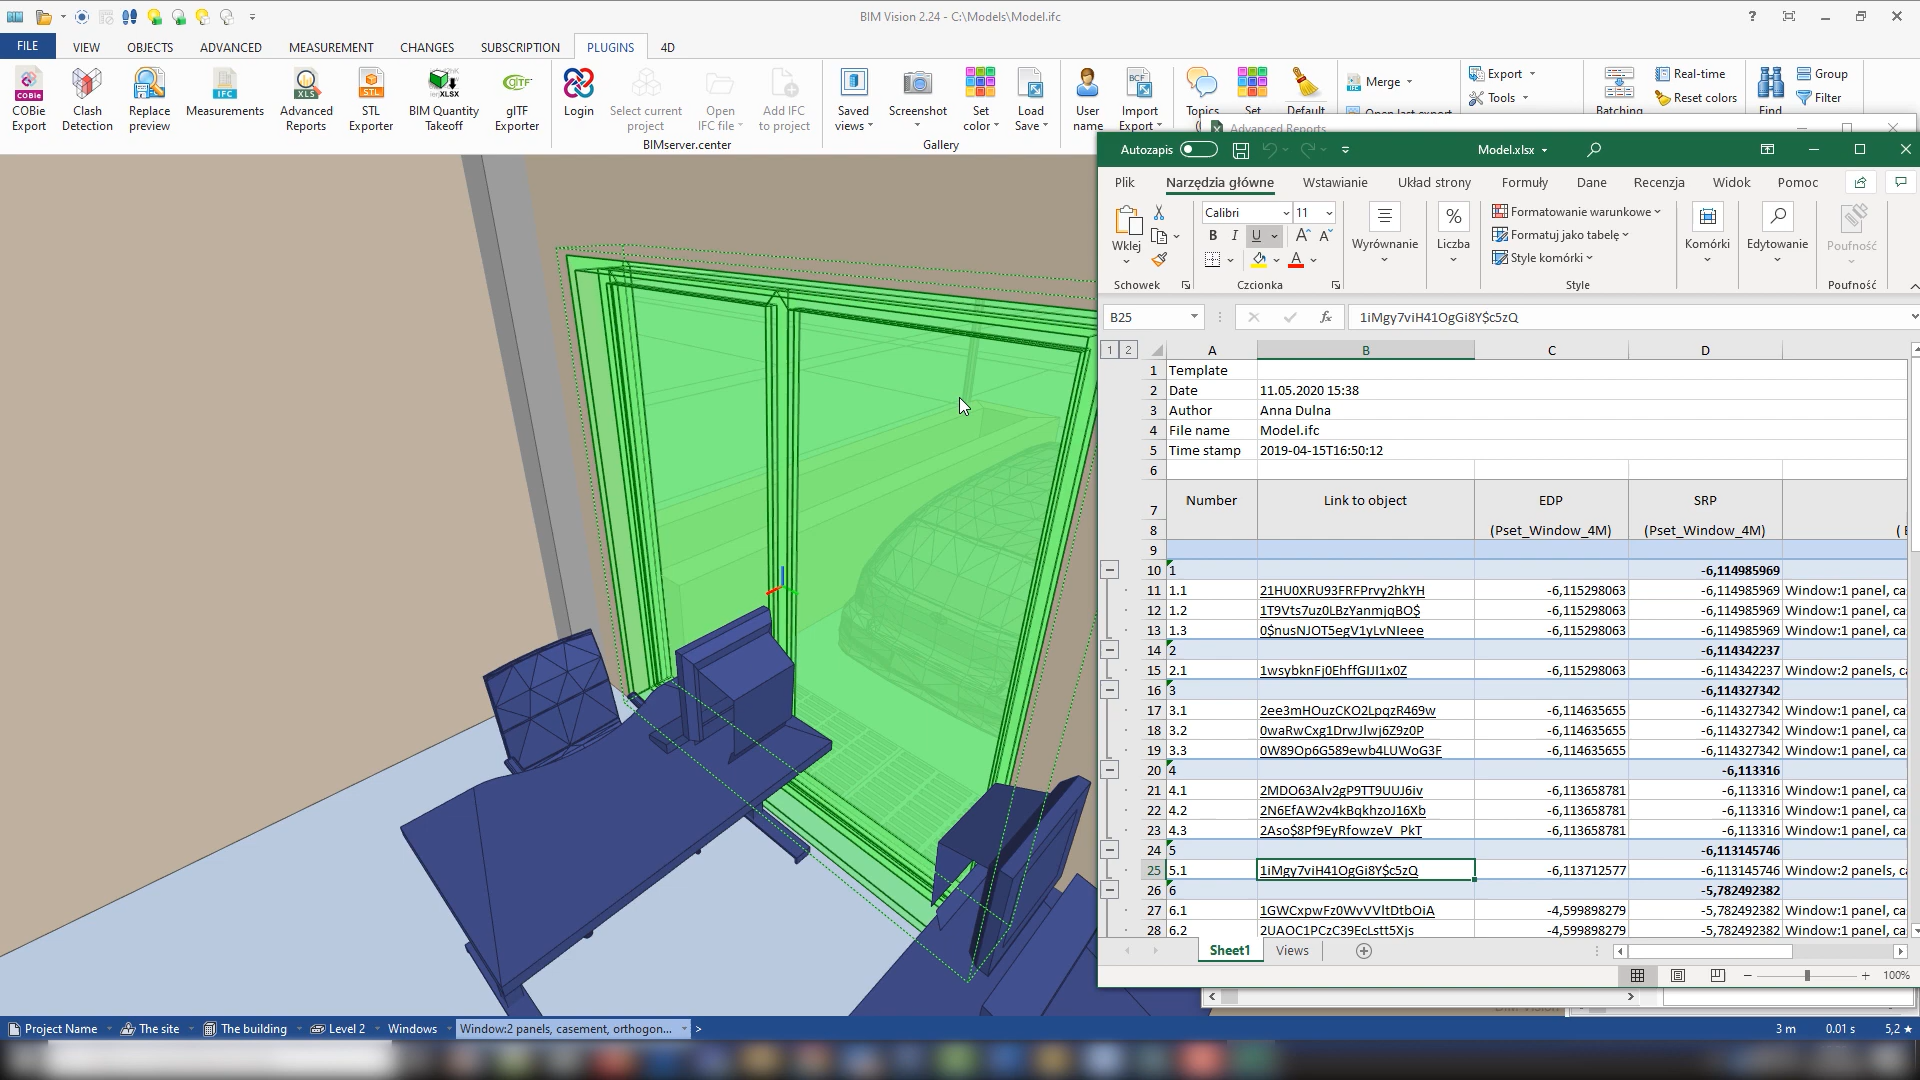 BIM Vision 2.24 - C:\Models\Model.ifc
FILE VIEW OBJECTS ADVANCED MEASUREMENT CHANGES SUBSCRIPTION PLUGINS 4D
COBie Export
Clash Detection
Replace preview
Measurements
Advanced Reports
STL Exporter
BIM Quantity Takeoff
glTF Exporter
Login
Select current project
Open IFC file
Add IFC to project
BIMserver.center
Saved views
Screenshot
Set color
Load Save
Gallery
User name
Import Export
Topics
Set
Default
Merge
Open last export
Export
Tools
Batching
Real-time
Reset colors
Find
Group
Filter
Advanced Reports
Autozapis Model.xlsx
Plik Narzędzia główne Wstawianie Układ strony Formuły Dane Recenzja Widok Pomoc
Wklej
Schowek
Calibri 11
B I U A A
Czcionka
Wyrównanie
%
Liczba
Formatowanie warunkowe
Formatuj jako tabelę
Style komórki
Style
Komórki
Edytowanie
Poufność
Poufność
B25 fx 1iMgy7viH41OgGi8Y$c5zQ
1 2 A B C D
1 Template
2 Date 11.05.2020 15:38
3 Author Anna Dulna
4 File name Model.ifc
5 Time stamp 2019-04-15T16:50:12
6
7 Number Link to object EDP SRP
8 (Pset_Window_4M) (Pset_Window_4M)
9
10 1 -6,114985969
11 1.1 21HU0XRU93FRFPrvy2hkYH -6,115298063 -6,114985969 Window:1 panel, ca
12 1.2 1T9Vts7uz0LBzYanmjqBO$ -6,115298063 -6,114985969 Window:1 panel, ca
13 1.3 0$nusNJOT5egV1yLvNIeee -6,115298063 -6,114985969 Window:1 panel, ca
14 2 -6,114342237
15 2.1 1wsybknFj0EhffGIJI1x0Z -6,115298063 -6,114342237 Window:2 panels, c
16 3 -6,114327342
17 3.1 2ee3mHOuzCKO2LpqzR469w -6,114635655 -6,114327342 Window:1 panel, ca
18 3.2 0waRwCxg1DrwJlwj6Z9z0P -6,114635655 -6,114327342 Window:1 panel, ca
19 3.3 0W89Op6G589ewb4LUWoG3F -6,114635655 -6,114327342 Window:1 panel, ca
20 4 -6,113316
21 4.1 2MDO63Alv2gP9TT9UUJ6iv -6,113658781 -6,113316 Window:1 panel, ca
22 4.2 2N6EfAW2v4kBqkhzoJ16Xb -6,113658781 -6,113316 Window:1 panel, ca
23 4.3 2Aso$8Pf9EyRfowzeV_PkT -6,113658781 -6,113316 Window:1 panel, ca
24 5 -6,113145746
25 5.1 1iMgy7viH41OgGi8Y$c5zQ -6,113712577 -6,113145746 Window:2 panels, c
26 6 -5,782492382
27 6.1 1GWCxpwFz0WvVVltDtbOiA -4,599898279 -5,782492382 Window:1 panel, ca
28 6.2 2UAOC1PCzC39EcLstt5Xjs -4,599898279 -5,782492382 Window:1 panel, ca
Sheet1 Views
100%
Project Name The site The building Level 2 Windows Window:2 panels, casement, orthogon... >
3 m 0.01 s 5,2